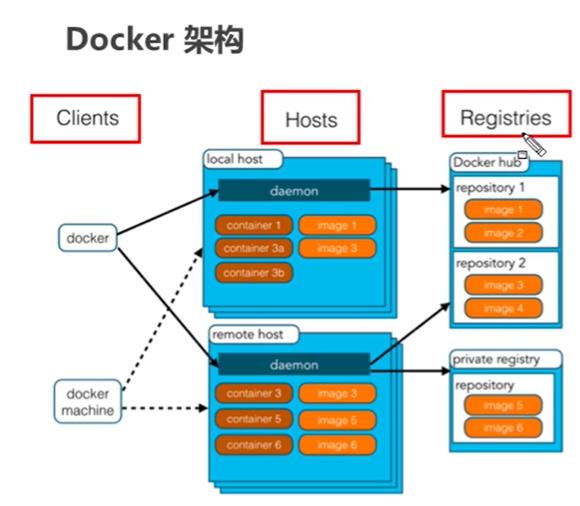 Docker 架构
Clients
Hosts
Registries
local host
daemon
container 1
image 1
container 3a
image 3
container 3b
docker
docker
machine
remote host
daemon
container 3
image 3
container 5
image 5
container 6
image 6
Docker hub
repository 1
image 1
image 2
repository 2
image 3
image 4
private registry
repository
image 5
image 6